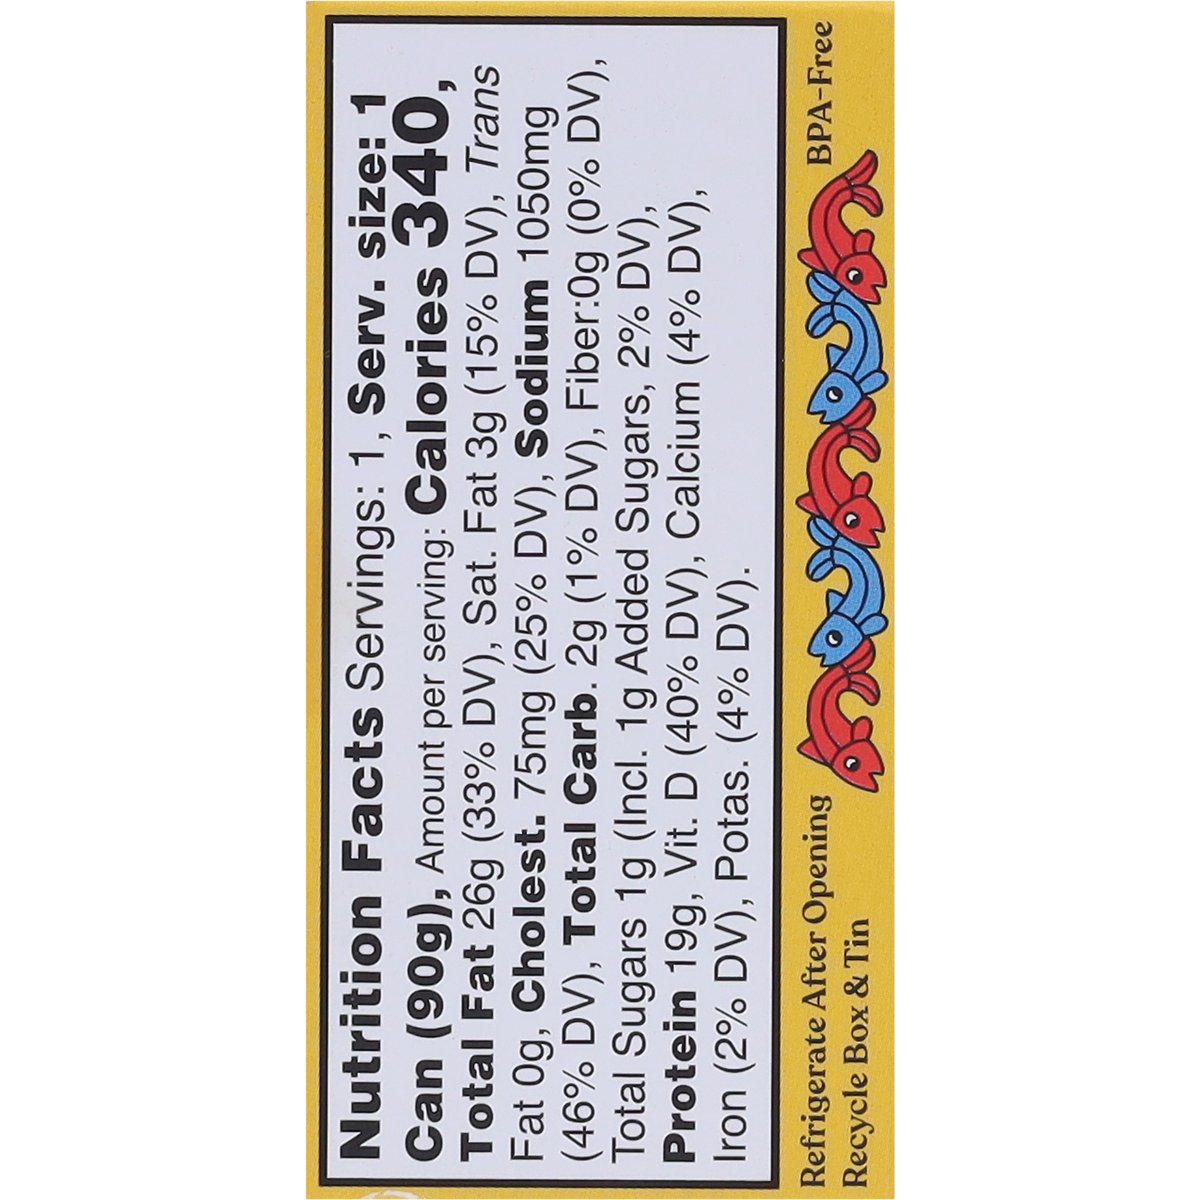 Nutrition Facts Servings: 1, Serv. size: 1
Can (90g), Amount per serving: Calories 340,
Total Fat 26g (33% DV), Sat. Fat 3g (15% DV), Trans
Fat 0g, Cholest. 75mg (25% DV), Sodium 1050mg
(46% DV), Total Carb. 2g (1% DV), Fiber:0g (0% DV),
Total Sugars 1g (Incl. 1g Added Sugars, 2% DV),
Protein 19g, Vit. D (40% DV), Calcium (4% DV),
Iron (2% DV), Potas. (4% DV).
Refrigerate After Opening
Recycle Box & Tin
BPA-Free